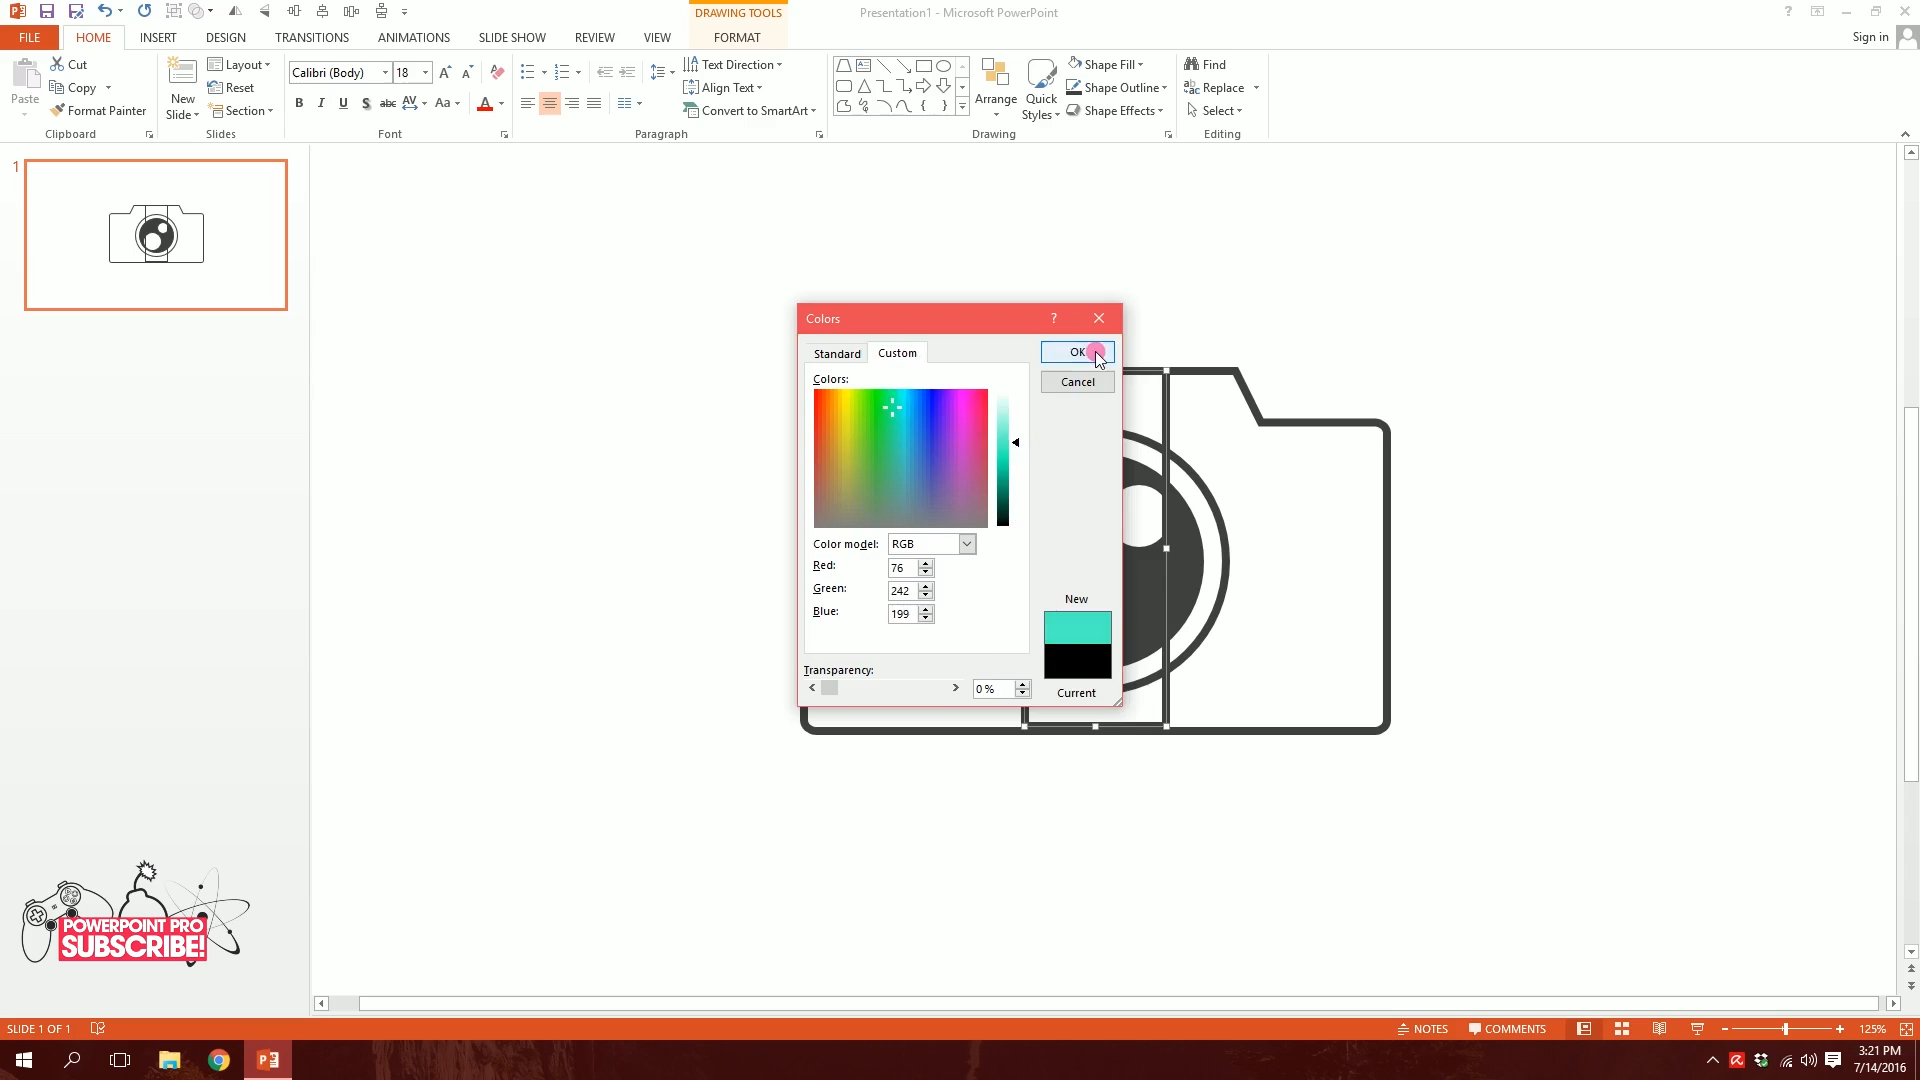 Presentation1 - Microsoft PowerPoint
DRAWING TOOLS
?
FILE HOME INSERT DESIGN TRANSITIONS ANIMATIONS SLIDE SHOW REVIEW VIEW FORMAT
Sign in
Paste
Cut
Copy
Format Painter
Clipboard
New
Slide
Layout
Reset
Section
Slides
Calibri (Body) 18
B I U S abc AV Aa A
Font
Text Direction
Align Text
Convert to SmartArt
Paragraph
Arrange
Quick
Styles
Shape Fill
Shape Outline
Shape Effects
Drawing
Find
Replace
Select
Editing
1
Colors ?
Standard Custom
OK
Cancel
Colors:
Color model: RGB
Red: 76
Green: 242
Blue: 199
New
Current
Transparency:
0 %
POWERPOINT PRO
SUBSCRIBE!
SLIDE 1 OF 1
NOTES COMMENTS 125%
3:21 PM
7/14/2016